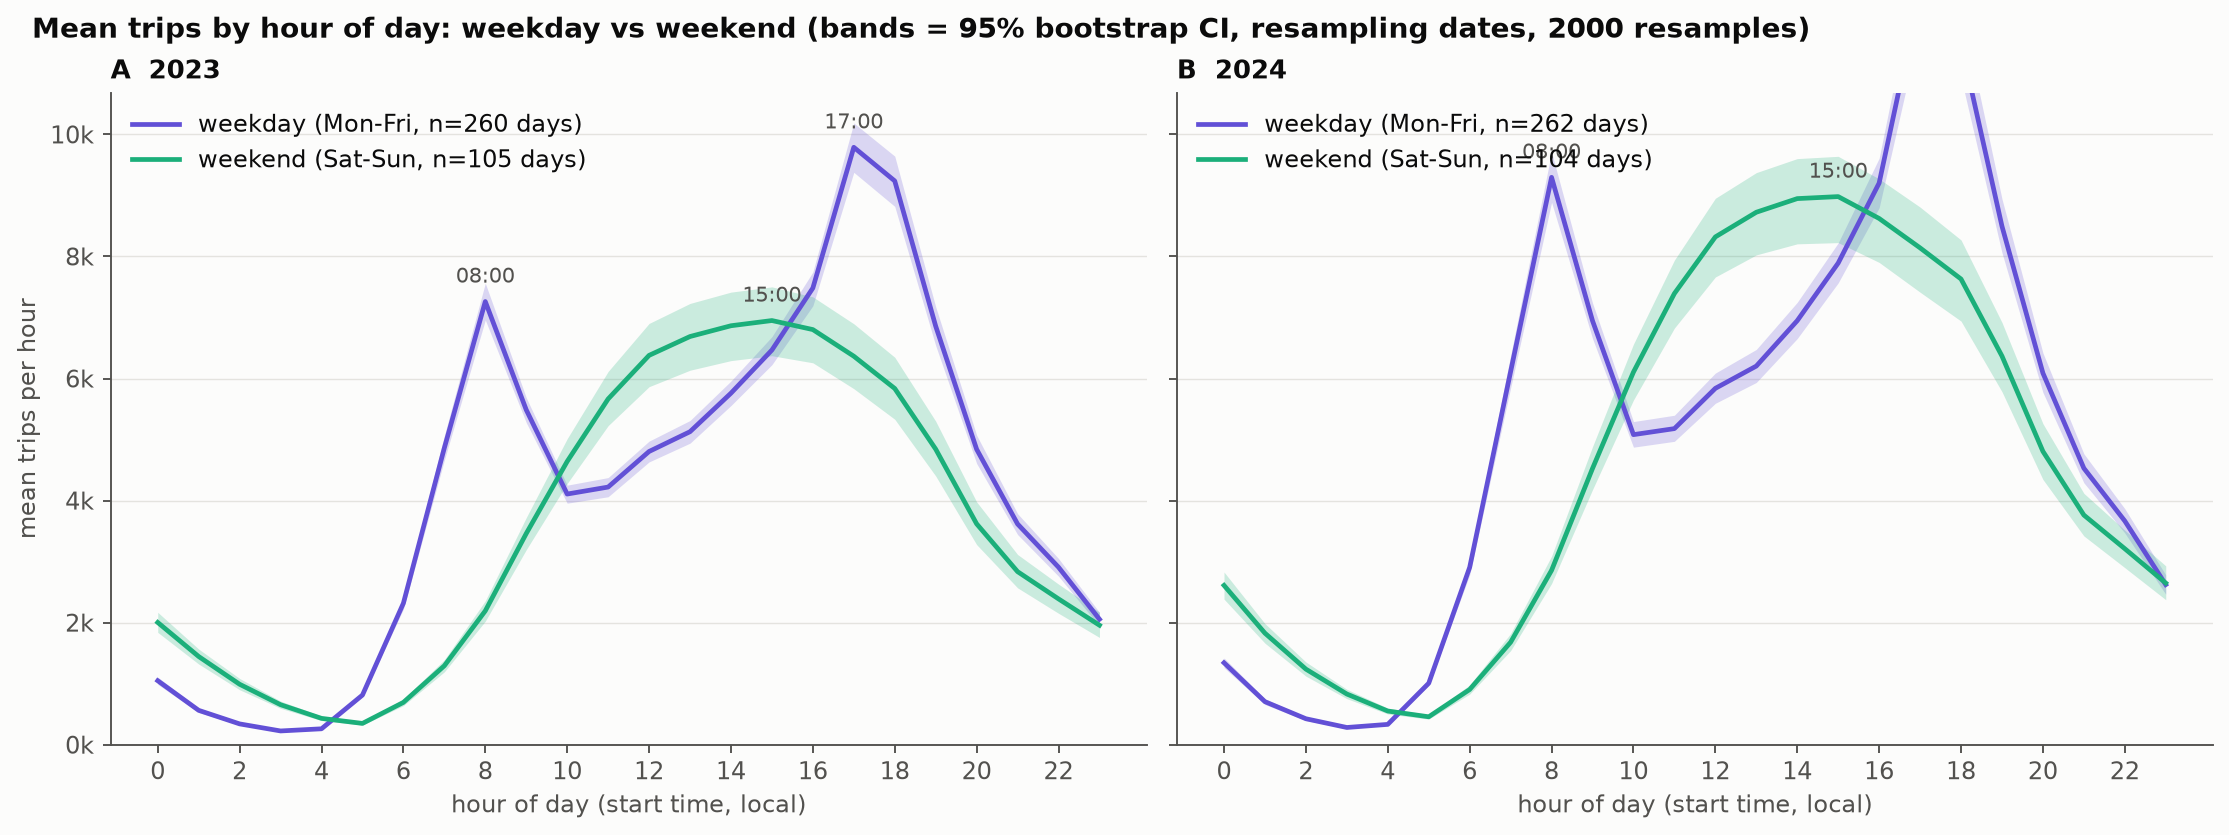 Mean trips by hour of day: weekday vs weekend (bands = 95% bootstrap CI, resampling dates, 2000 resamples)
A 2023
weekday (Mon-Fri, n=260 days)
weekend (Sat-Sun, n=105 days)
17:00
08:00
15:00
10k
8k
6k
4k
2k
0k
mean trips per hour
0 2 4 6 8 10 12 14 16 18 20 22
hour of day (start time, local)
B 2024
weekday (Mon-Fri, n=262 days)
weekend (Sat-Sun, n=104 days)
08:00
15:00
0 2 4 6 8 10 12 14 16 18 20 22
hour of day (start time, local)